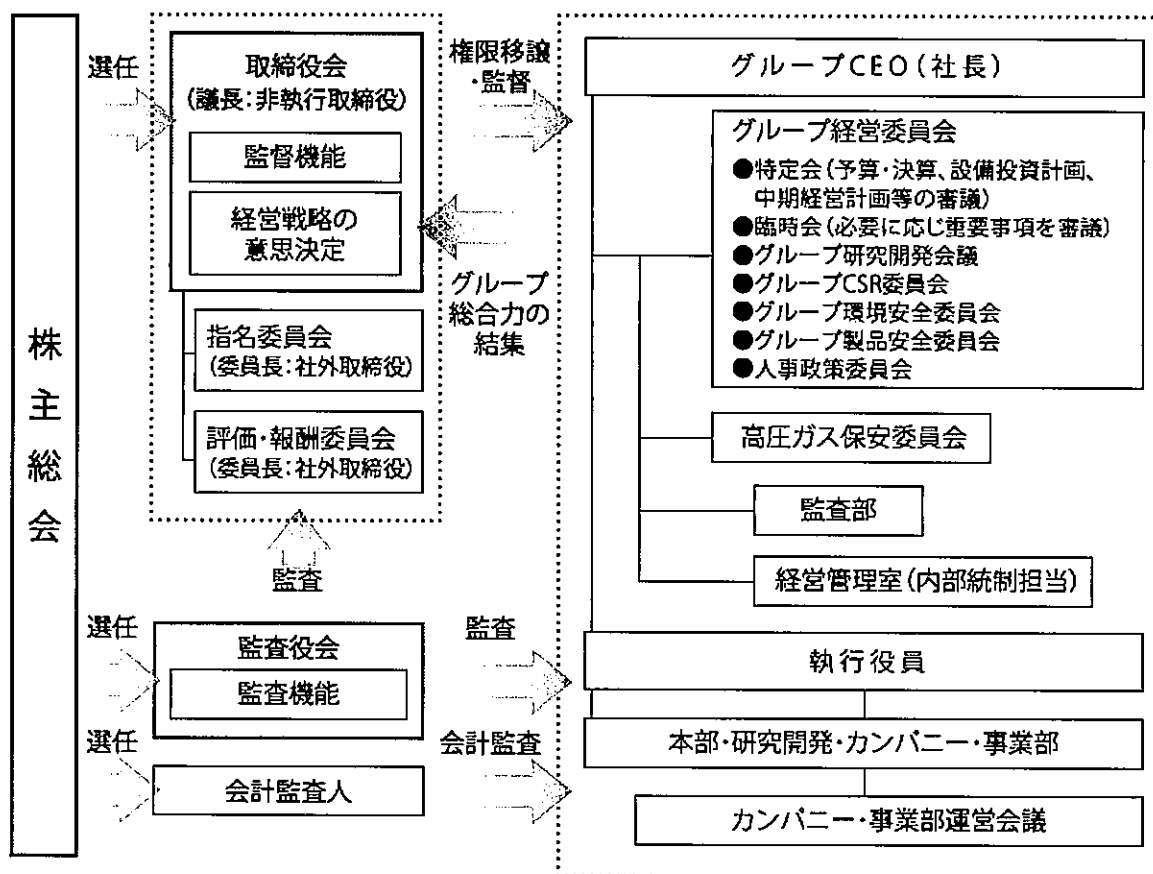 株主総会
選任
取締役会
(議長:非執行取締役)
監督機能
経営戦略の
意思決定
指名委員会
(委員長:社外取締役)
評価・報酬委員会
(委員長:社外取締役)
監査
選任
監査役会
監査機能
選任
会計監査人
権限移譲
・監督
グループ
総合力の
結集
監査
会計監査
グループCEO(社長)
グループ経営委員会
●特定会(予算・決算、設備投資計画、
中期経営計画等の審議)
●臨時会(必要に応じ重要事項を審議)
●グループ研究開発会議
●グループCSR委員会
●グループ環境安全委員会
●グループ製品安全委員会
●人事政策委員会
高圧ガス保安委員会
監査部
経営管理室(内部統制担当)
執行役員
本部・研究開発・カンパニー・事業部
カンパニー・事業部運営会議